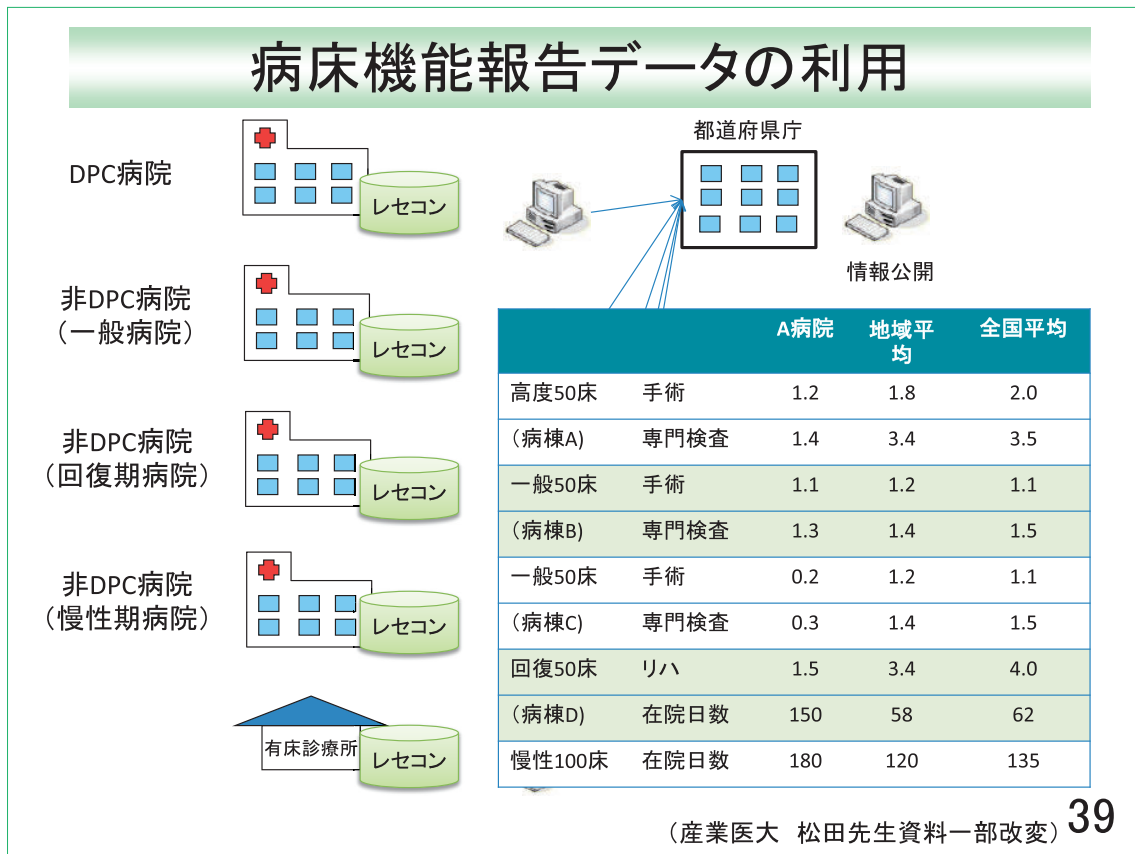 病床機能報告データの利用
DPC病院
レセコン
非DPC病院
（一般病院）
レセコン
非DPC病院
（回復期病院）
レセコン
非DPC病院
（慢性期病院）
レセコン
有床診療所
レセコン
都道府県庁
情報公開
A病院 地域平均 全国平均
高度50床 手術 1.2 1.8 2.0
（病棟A) 専門検査 1.4 3.4 3.5
一般50床 手術 1.1 1.2 1.1
（病棟B) 専門検査 1.3 1.4 1.5
一般50床 手術 0.2 1.2 1.1
（病棟C) 専門検査 0.3 1.4 1.5
回復50床 リハ 1.5 3.4 4.0
（病棟D) 在院日数 150 58 62
慢性100床 在院日数 180 120 135
（産業医大 松田先生資料一部改変）
39